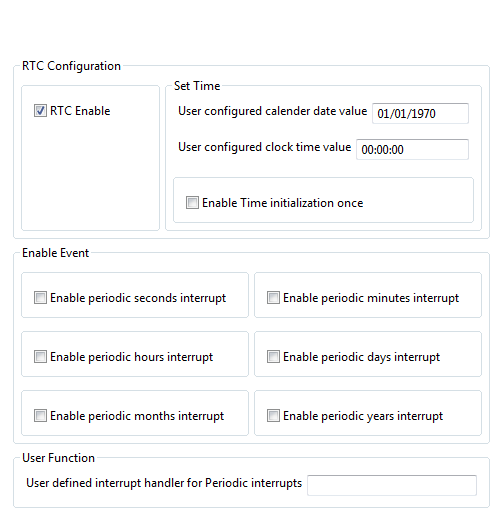 RTC Configuration
RTC Enable
Set Time
User configured calender date value 01/01/1970
User configured clock time value 00:00:00
Enable Time initialization once
Enable Event
Enable periodic seconds interrupt Enable periodic minutes interrupt
Enable periodic hours interrupt Enable periodic days interrupt
Enable periodic months interrupt Enable periodic years interrupt
User Function
User defined interrupt handler for Periodic interrupts